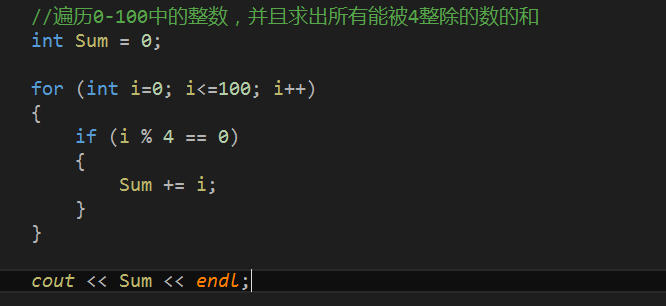 //遍历0-100中的整数，并且求出所有能被4整除的数的和
int Sum = 0;
for (int i=0; i<=100; i++)
{
if (i % 4 == 0)
{
Sum += i;
}
}
cout << Sum << endl;